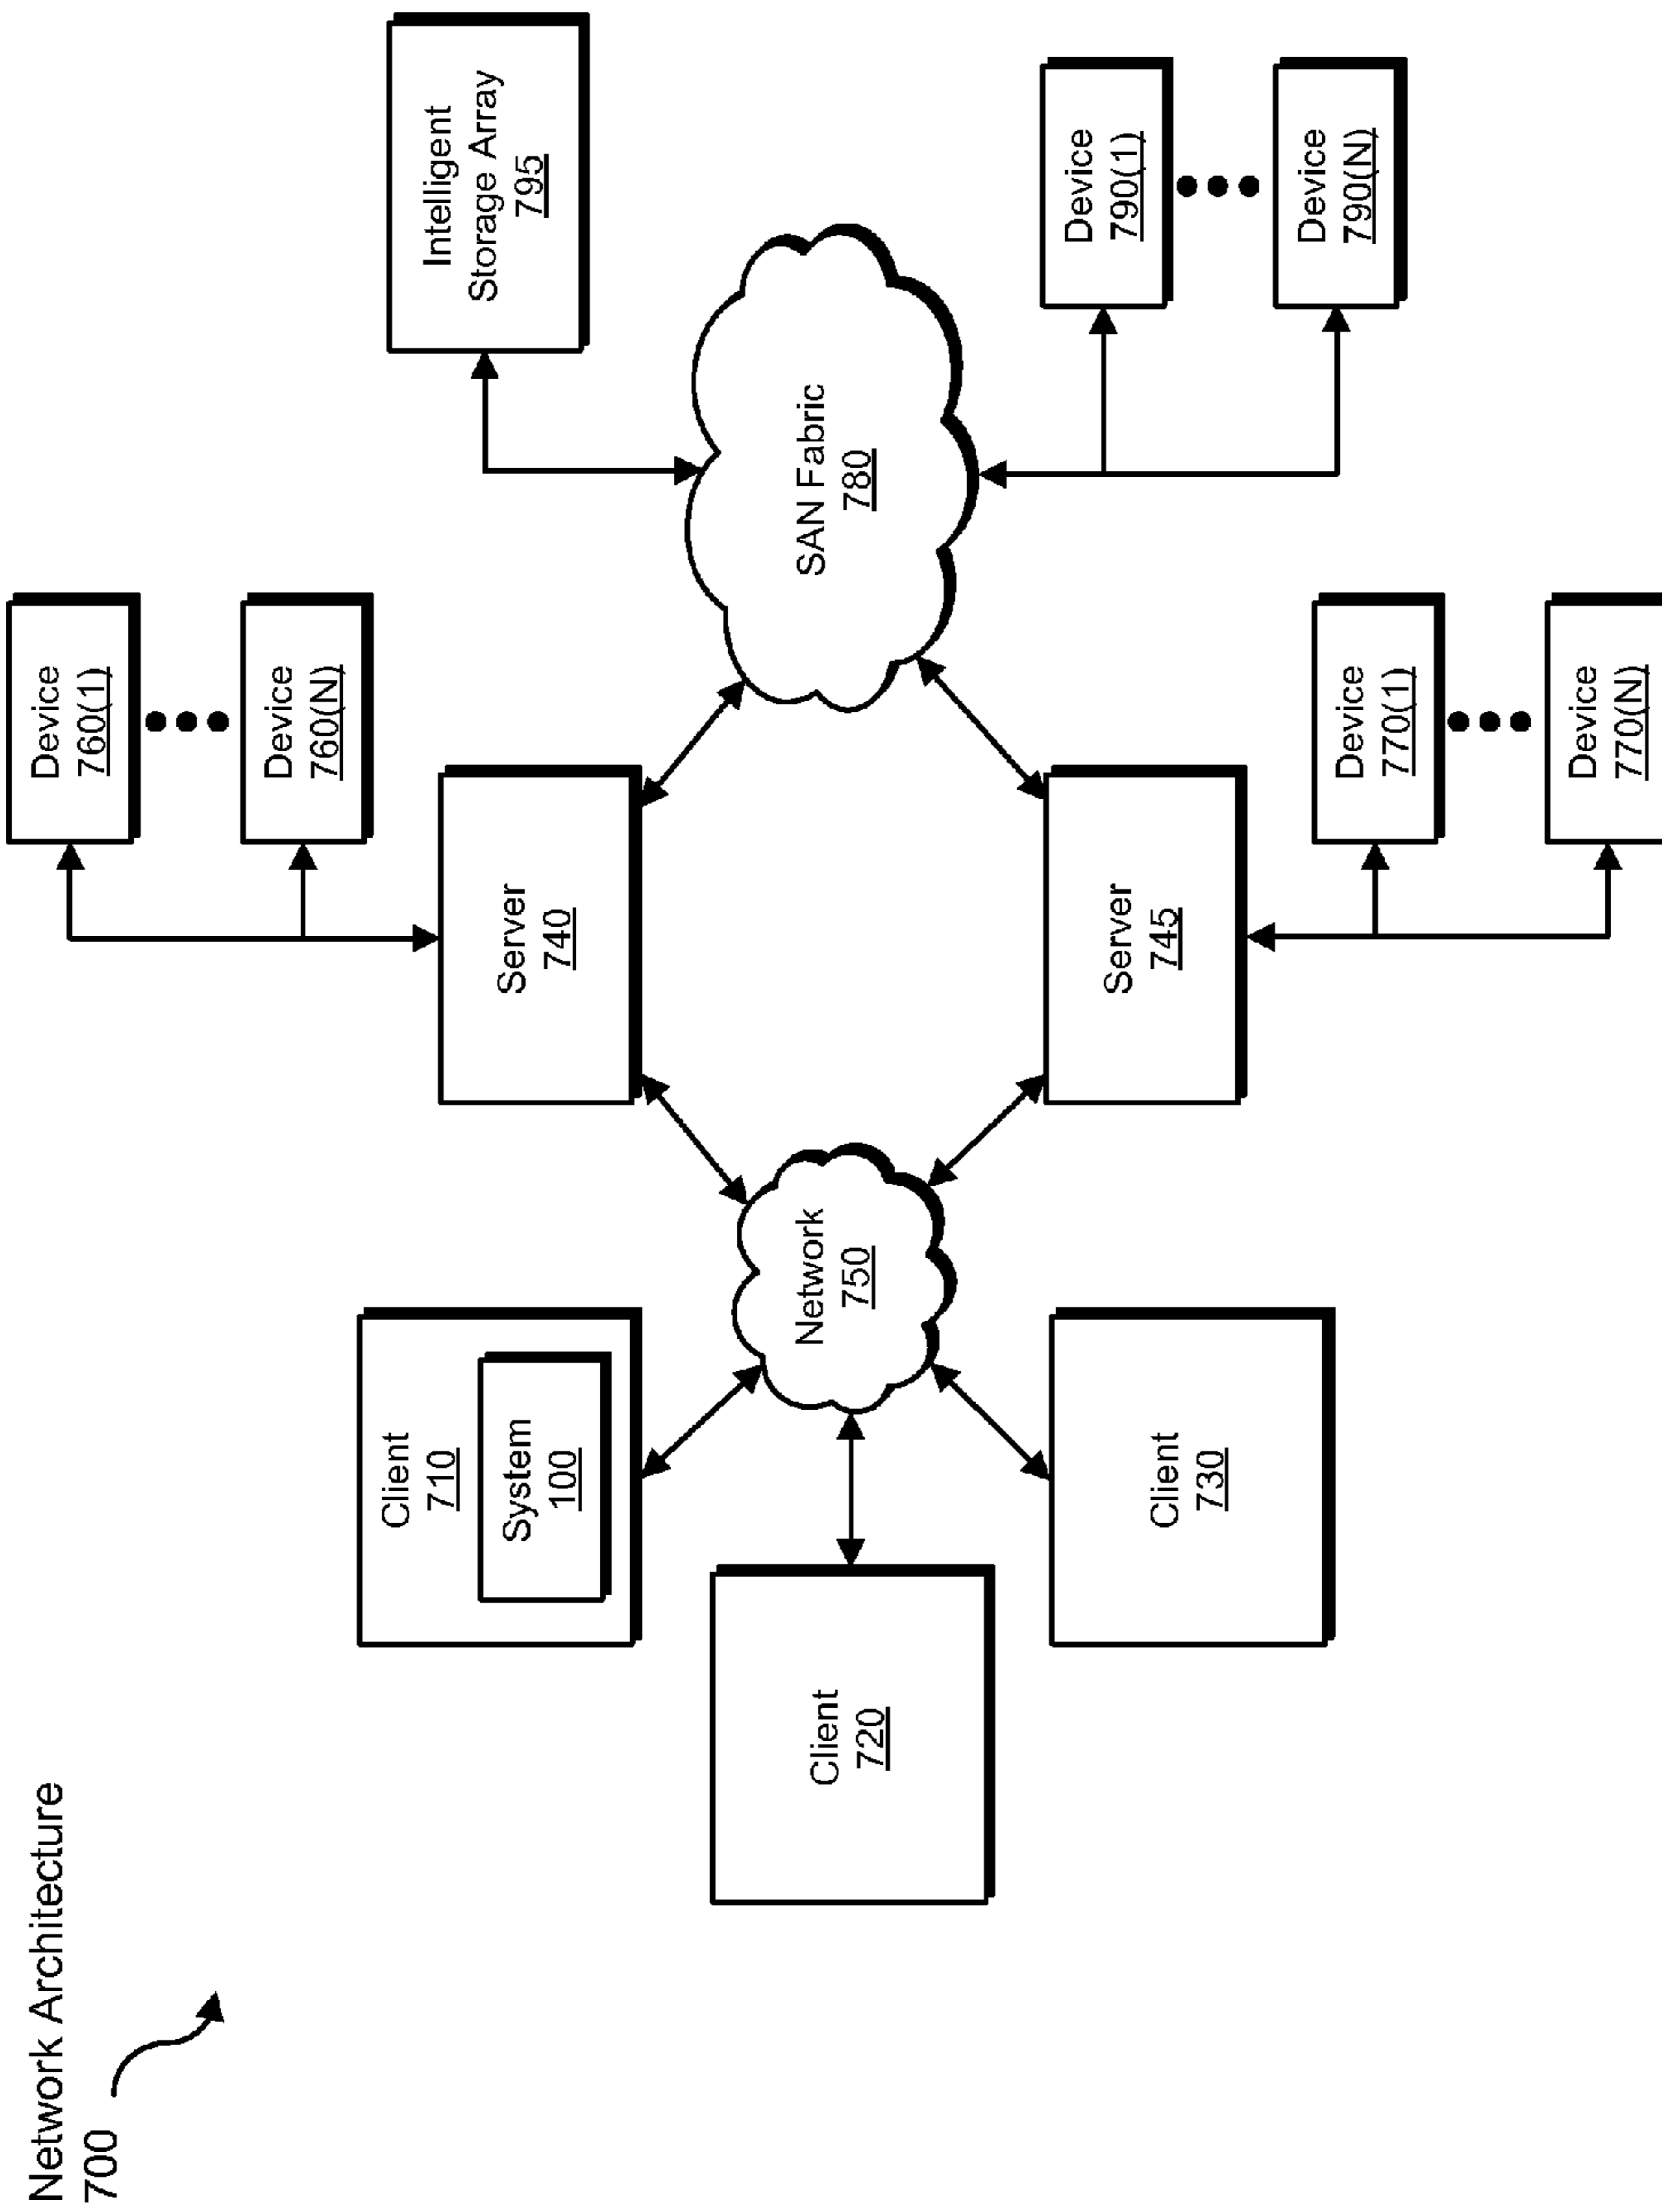 Network Architecture
700
Client
710
System
100
Client
720
Client
730
Network
750
Server
740
Server
745
Device
760(1)
Device
760(N)
Device
770(1)
Device
770(N)
SAN Fabric
780
Intelligent
Storage Array
795
Device
790(1)
Device
790(N)